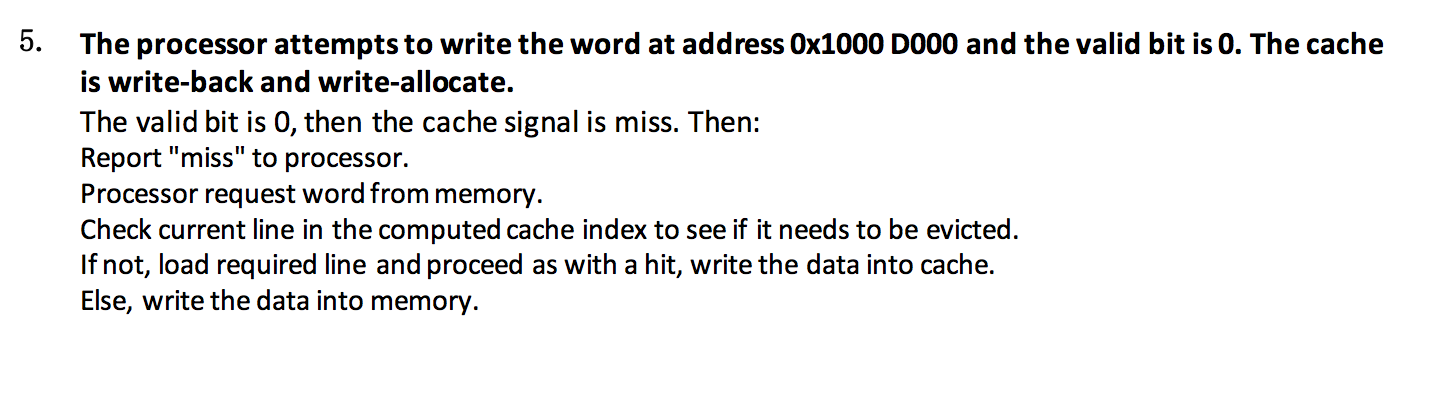 5. The processor attempts to write the word at address 0x1000 D000 and the valid bit is 0. The cache
is write-back and write-allocate.
The valid bit is 0, then the cache signal is miss. Then:
Report "miss" to processor.
Processor request word from memory.
Check current line in the computed cache index to see if it needs to be evicted.
If not, load required line and proceed as with a hit, write the data into cache.
Else, write the data into memory.